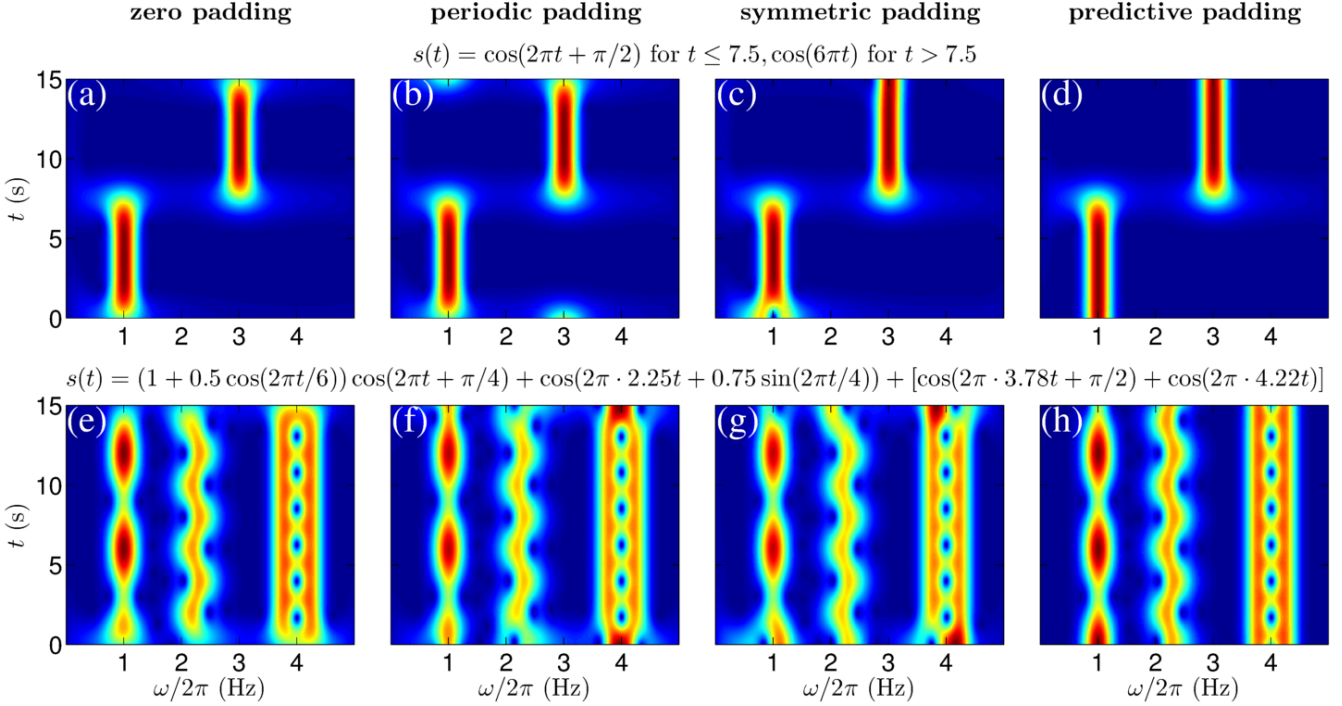 zero padding periodic padding symmetric padding predictive padding
s(t) = cos(2πt + π/2) for t ≤ 7.5, cos(6πt) for t > 7.5
(a) (b) (c) (d)
15
10
5
0
t (s)
1 2 3 4 1 2 3 4 1 2 3 4 1 2 3 4
s(t) = (1 + 0.5 cos(2πt/6)) cos(2πt + π/4) + cos(2π · 2.25t + 0.75 sin(2πt/4)) + [cos(2π · 3.78t + π/2) + cos(2π · 4.22t)]
(e) (f) (g) (h)
15
10
5
0
t (s)
1 2 3 4 1 2 3 4 1 2 3 4 1 2 3 4
ω/2π (Hz) ω/2π (Hz) ω/2π (Hz) ω/2π (Hz)